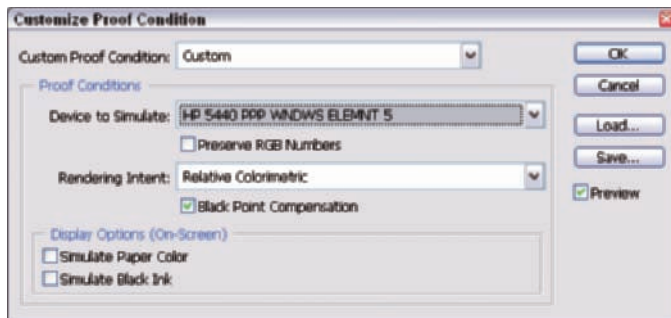 Customize Proof Condition
Custom Proof Condition: Custom
OK
Proof Conditions
Cancel
Device to Simulate: HP 5440 PPP WNDWS ELEMNT 5
Preserve RGB Numbers
Load...
Rendering Intent: Relative Colorimetric
Save...
Black Point Compensation
Preview
Display Options (On-Screen)
Simulate Paper Color
Simulate Black Ink